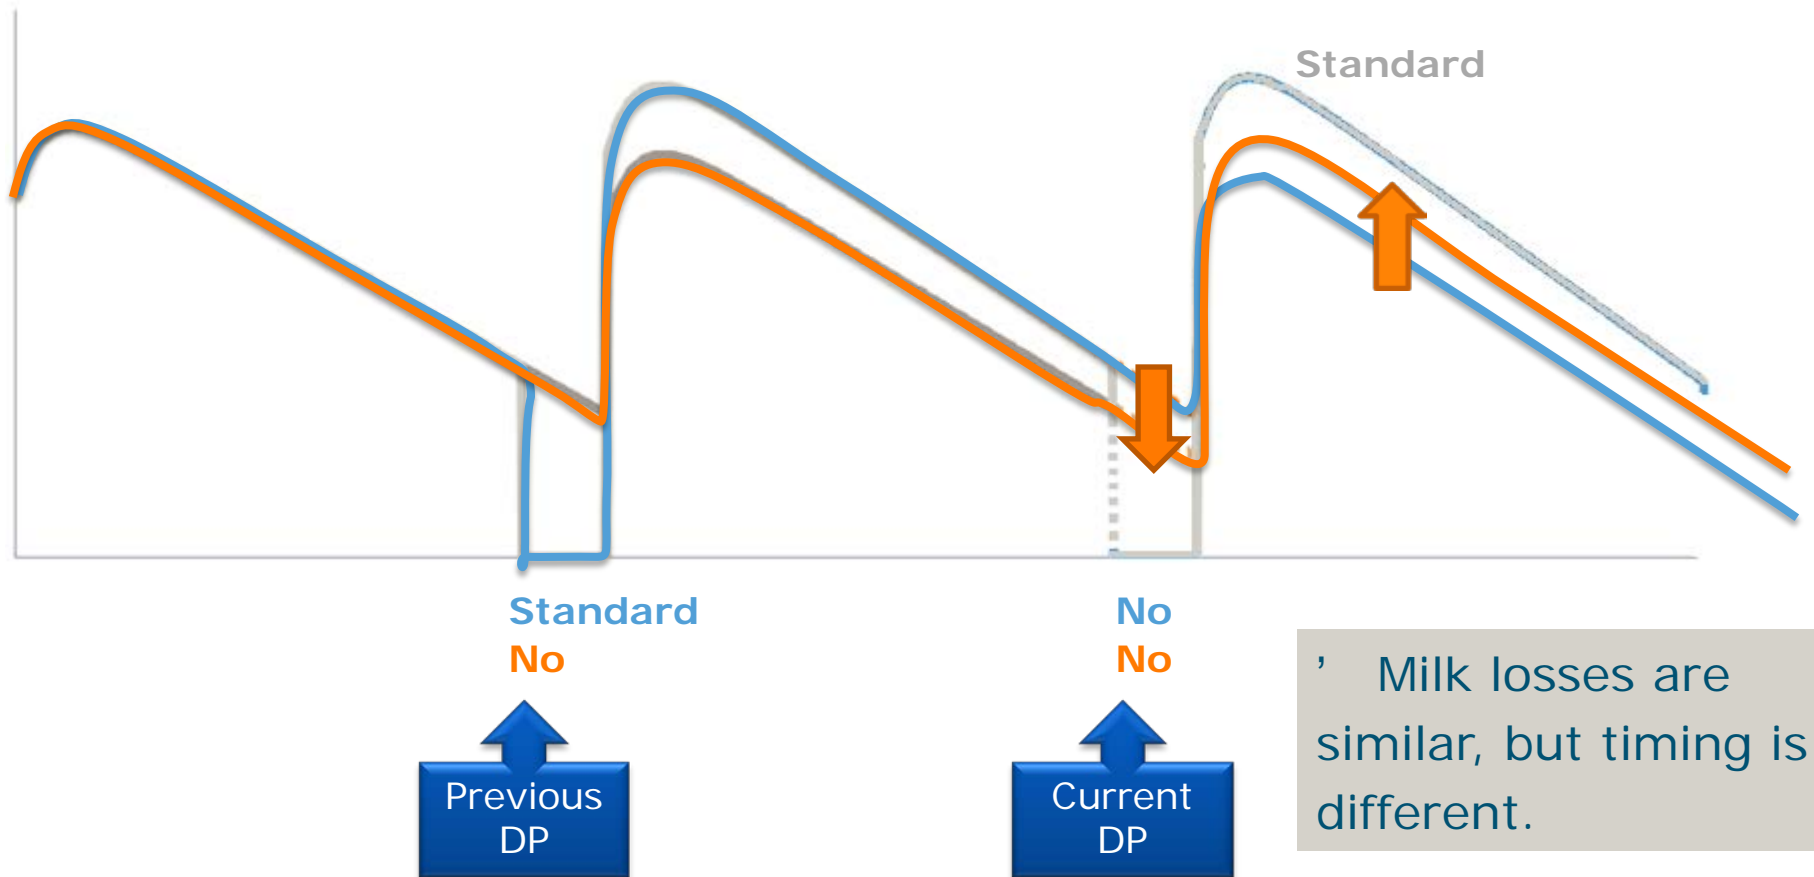 Standard
Standard
No
No
No
Previous
DP
Current
DP
’ Milk losses are
similar, but timing is
different.